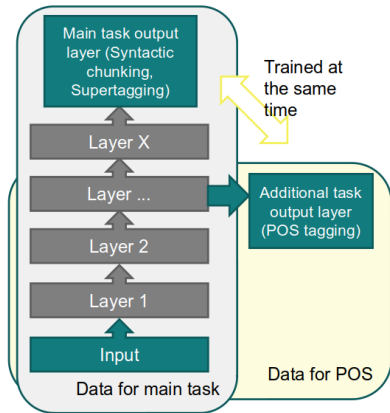 Main task output
layer (Syntactic
chunking,
Supertagging)
Trained at
the same
time
Layer X
Layer ...
Additional task
output layer
(POS tagging)
Layer 2
Layer 1
Input
Data for main task
Data for POS